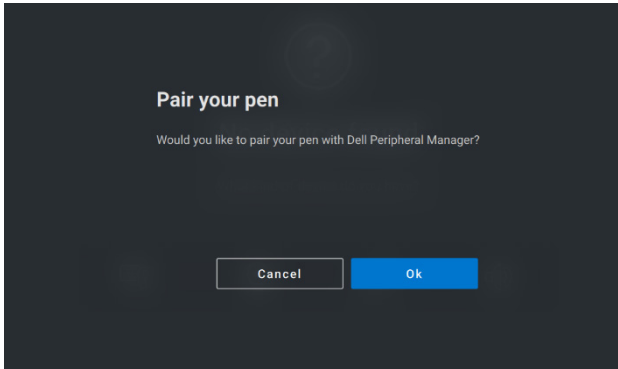 Pair your pen
Would you like to pair your pen with Dell Peripheral Manager?
Cancel
Ok